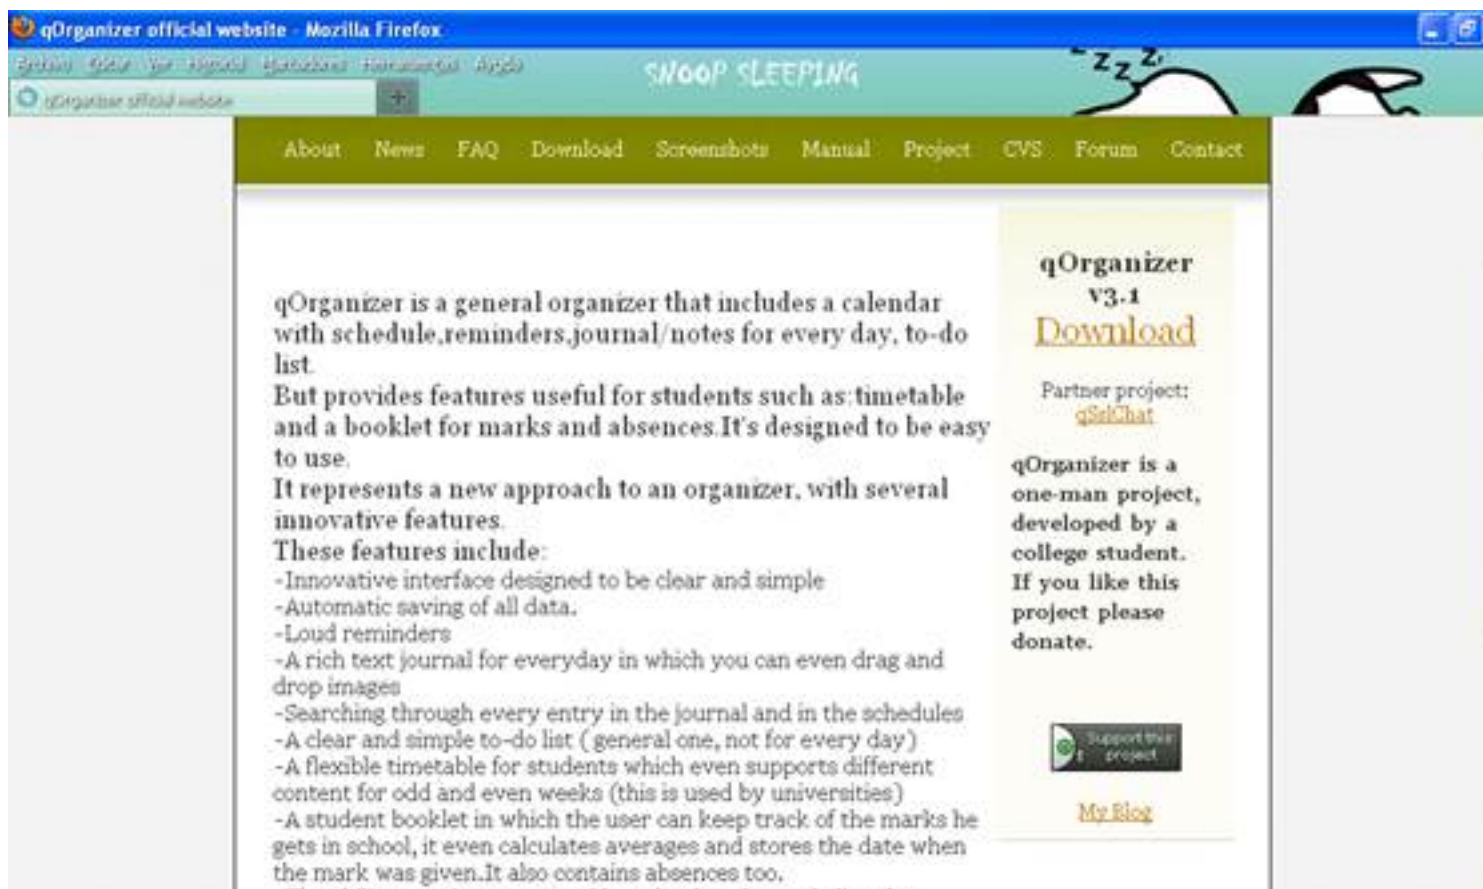 qOrganizer official website - Mozilla Firefox
Archivo Editar Ver Historial Marcadores Herramientas Ayuda
SNOOP SLEEPING
z z z z
qOrganizer official website
About News FAQ Download Screenshots Manual Project CVS Forum Contact
qOrganizer is a general organizer that includes a calendar
with schedule,reminders,journal/notes for every day, to-do
list.
But provides features useful for students such as:timetable
and a booklet for marks and absences.It's designed to be easy
to use.
It represents a new approach to an organizer, with several
innovative features.
These features include:
-Innovative interface designed to be clear and simple
-Automatic saving of all data.
-Loud reminders
-A rich text journal for everyday in which you can even drag and
drop images
-Searching through every entry in the journal and in the schedules
-A clear and simple to-do list ( general one, not for every day )
-A flexible timetable for students which even supports different
content for odd and even weeks (this is used by universities)
-A student booklet in which the user can keep track of the marks he
gets in school, it even calculates averages and stores the date when
the mark was given.It also contains absences too.
qOrganizer
v3.1
Download
Partner project:
qSslChat
qOrganizer is a
one-man project,
developed by a
college student.
If you like this
project please
donate.
Support this
project
My Blog